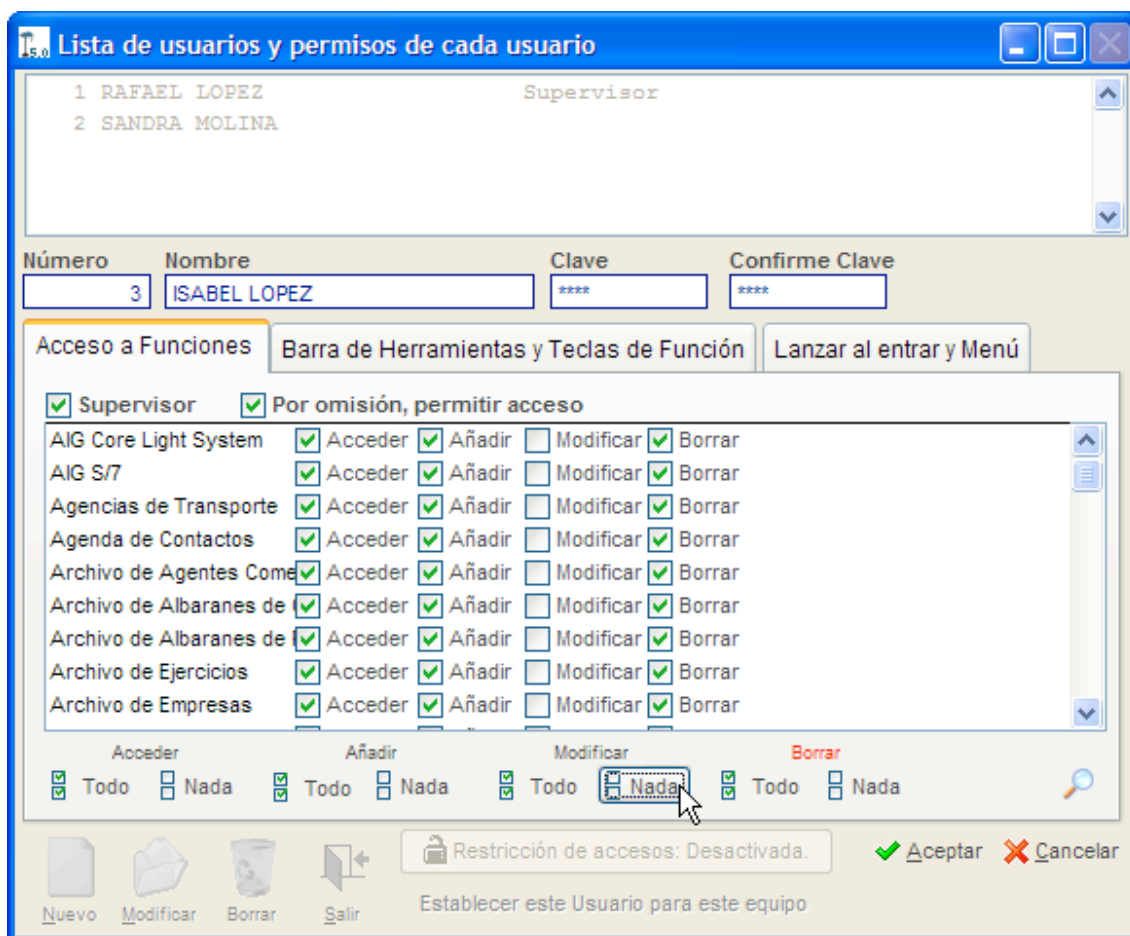 5.0 Lista de usuarios y permisos de cada usuario
1 RAFAEL LOPEZ Supervisor
2 SANDRA MOLINA
Número Nombre Clave Confirme Clave
3 ISABEL LOPEZ **** ****
Acceso a Funciones Barra de Herramientas y Teclas de Función Lanzar al entrar y Menú
Supervisor Por omisión, permitir acceso
AIG Core Light System Acceder Añadir Modificar Borrar
AIG S/7 Acceder Añadir Modificar Borrar
Agencias de Transporte Acceder Añadir Modificar Borrar
Agenda de Contactos Acceder Añadir Modificar Borrar
Archivo de Agentes Come Acceder Añadir Modificar Borrar
Archivo de Albaranes de Acceder Añadir Modificar Borrar
Archivo de Albaranes de Acceder Añadir Modificar Borrar
Archivo de Ejercicios Acceder Añadir Modificar Borrar
Archivo de Empresas Acceder Añadir Modificar Borrar
Acceder Añadir Modificar Borrar
Todo Nada Todo Nada Todo Nada Todo Nada
Restricción de accesos: Desactivada. Aceptar Cancelar
Nuevo Modificar Borrar Salir Establecer este Usuario para este equipo